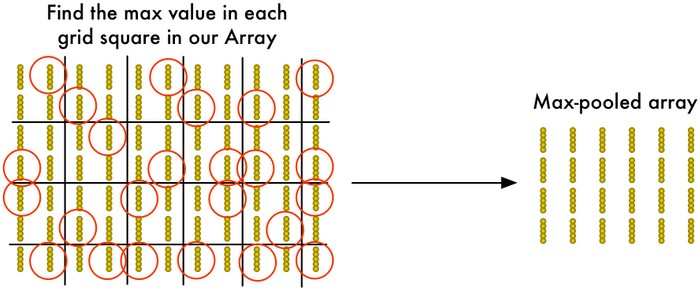 Find the max value in each
grid square in our Array
Max-pooled array